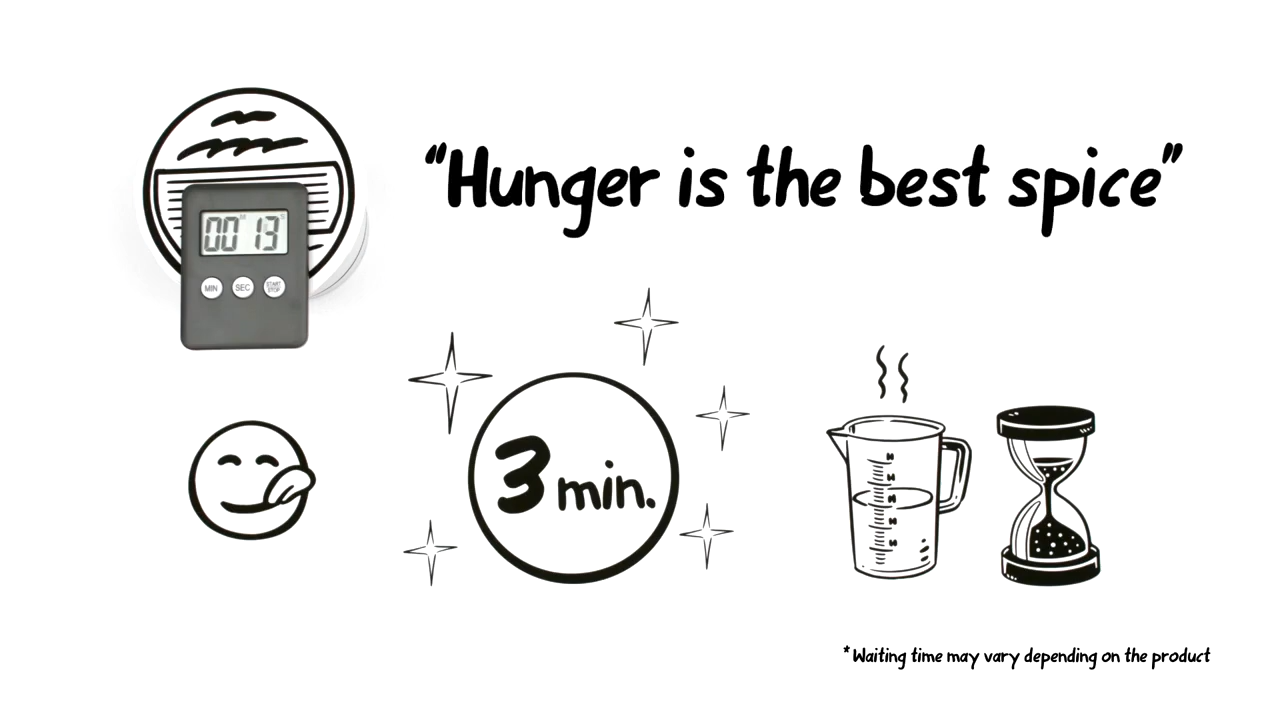 “Hunger is the best spice”
00 M 13 S
MIN SEC START STOP
3 min.
* Waiting time may vary depending on the product